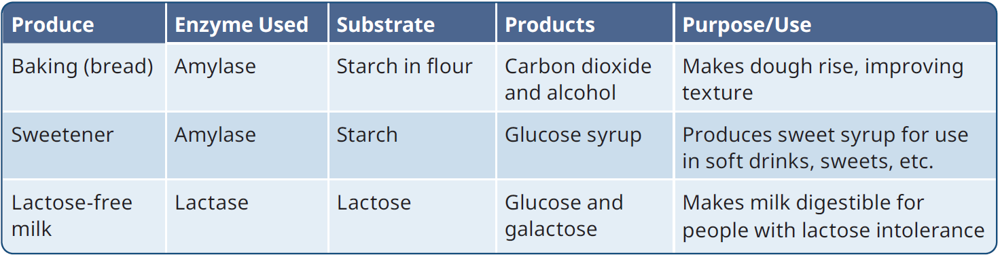 Produce Enzyme Used Substrate Products Purpose/Use
Baking (bread) Amylase Starch in flour Carbon dioxide Makes dough rise, improving
and alcohol texture
Sweetener Amylase Starch Glucose syrup Produces sweet syrup for use
in soft drinks, sweets, etc.
Lactose-free Lactase Lactose Glucose and Makes milk digestible for
milk galactose people with lactose intolerance